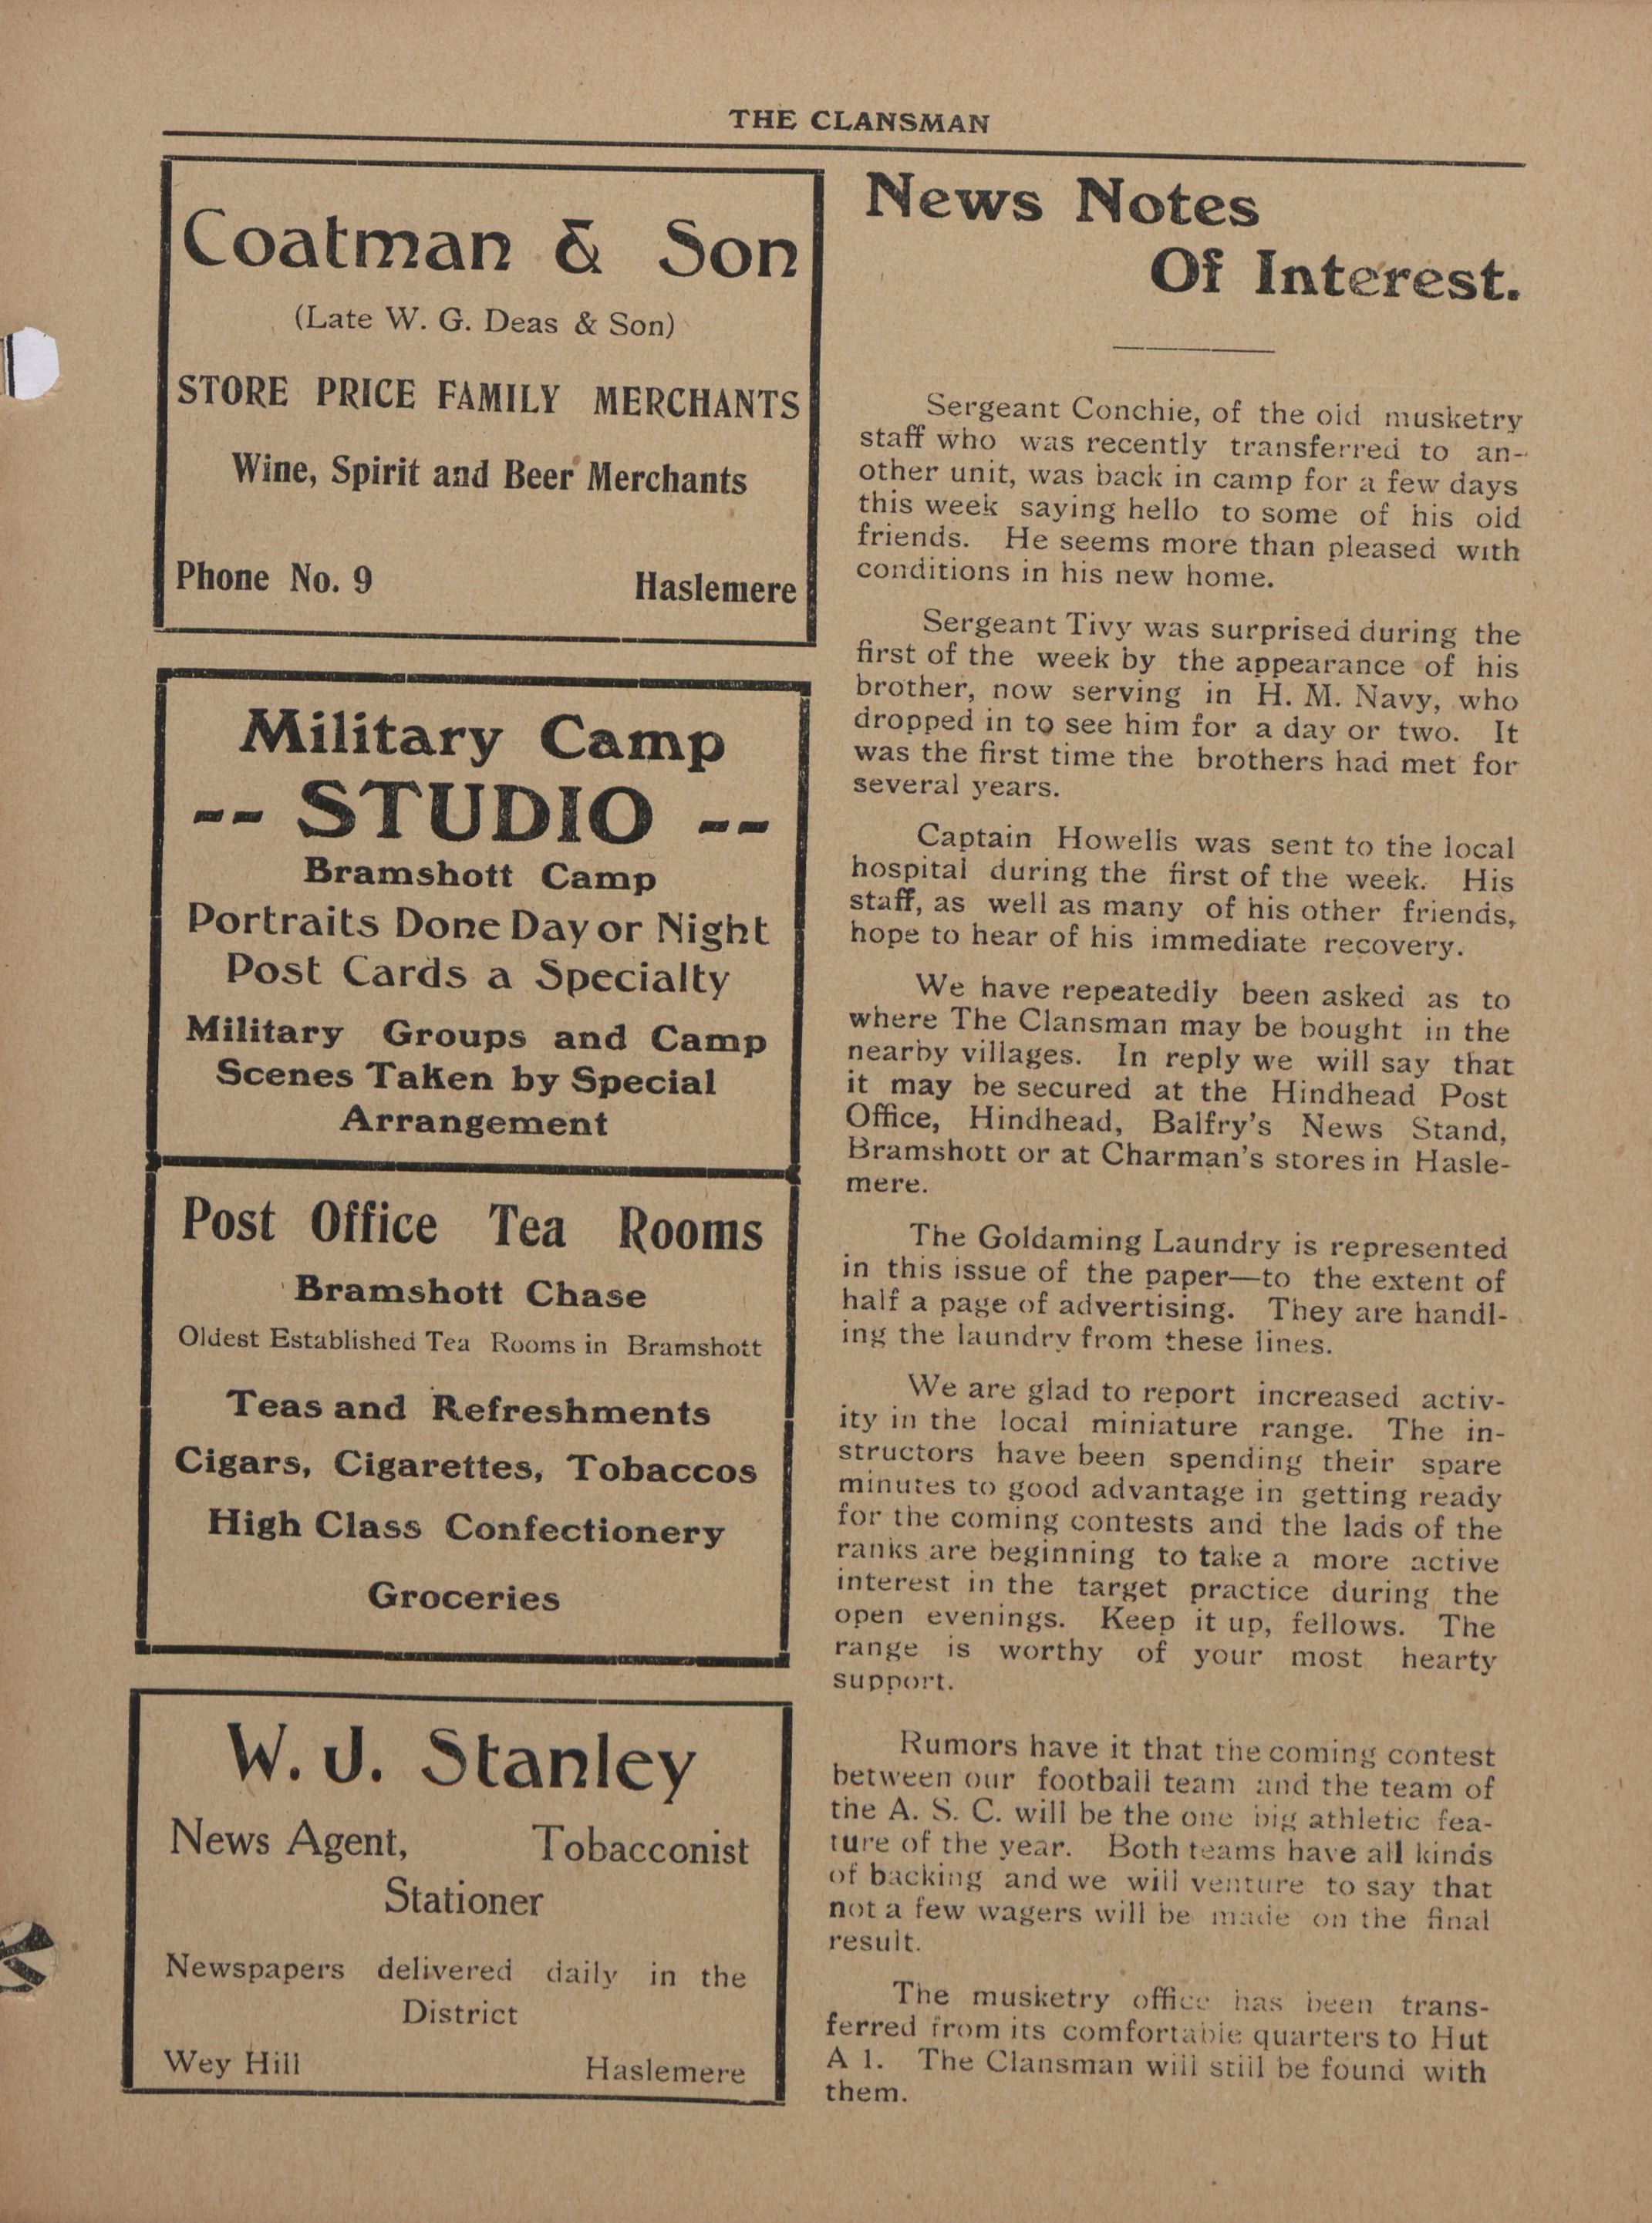 THE CLANSMAN
Coatman & Son
(Late W. G. Deas & Son)
STORE PRICE FAMILY MERCHANTS
Wine, Spirit and Beer Merchants
Phone No. 9 Haslemere
Military Camp
-- STUDIO --
Bramshott Camp
Portraits Done Day or Night
Post Cards a Specialty
Military Groups and Camp
Scenes Taken by Special
Arrangement
Post Office Tea Rooms
Bramshott Chase
Oldest Established Tea Rooms in Bramshott
Teas and Refreshments
Cigars, Cigarettes, Tobaccos
High Class Confectionery
Groceries
W. J. Stanley
News Agent, Tobacconist
Stationer
Newspapers delivered daily in the
District
Wey Hill Haslemere
News Notes
Of Interest.
Sergeant Conchie, of the old musketry
staff who was recently transferred to an-
other unit, was back in camp for a few days
this week saying hello to some of his old
friends. He seems more than pleased with
conditions in his new home.
Sergeant Tivy was surprised during the
first of the week by the appearance of his
brother, now serving in H. M. Navy, who
dropped in to see him for a day or two. It
was the first time the brothers had met for
several years.
Captain Howells was sent to the local
hospital during the first of the week. His
staff, as well as many of his other friends,
hope to hear of his immediate recovery.
We have repeatedly been asked as to
where The Clansman may be bought in the
nearby villages. In reply we will say that
it may be secured at the Hindhead Post
Office, Hindhead, Balfry's News Stand,
Bramshott or at Charman's stores in Hasle-
mere.
The Goldaming Laundry is represented
in this issue of the paper—to the extent of
half a page of advertising. They are handl-
ing the laundry from these lines.
We are glad to report increased activ-
ity in the local miniature range. The in-
structors have been spending their spare
minutes to good advantage in getting ready
for the coming contests and the lads of the
ranks are beginning to take a more active
interest in the target practice during the
open evenings. Keep it up, fellows. The
range is worthy of your most hearty
support.
Rumors have it that the coming contest
between our football team and the team of
the A. S. C. will be the one big athletic fea-
ture of the year. Both teams have all kinds
of backing and we will venture to say that
not a few wagers will be made on the final
result.
The musketry office has been trans-
ferred from its comfortable quarters to Hut
A 1. The Clansman will still be found with
them.